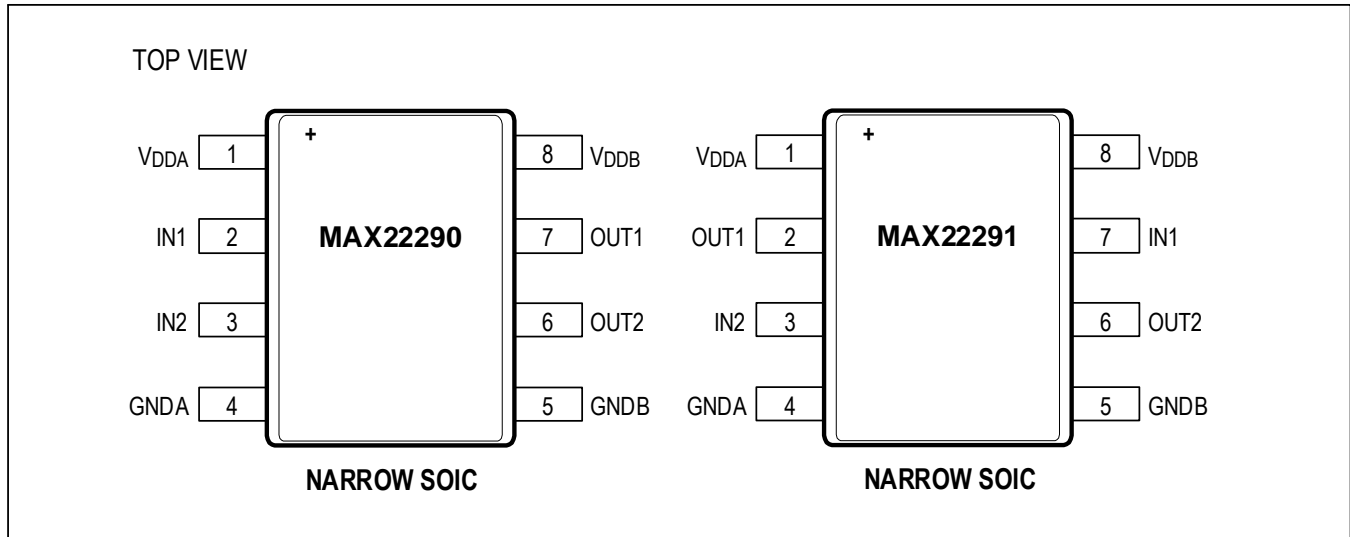 TOP VIEW
+
VDDA 1 8 VDDB
IN1 2 MAX22290 7 OUT1
IN2 3 6 OUT2
GNDA 4 5 GNDB
NARROW SOIC
+
VDDA 1 8 VDDB
OUT1 2 MAX22291 7 IN1
IN2 3 6 OUT2
GNDA 4 5 GNDB
NARROW SOIC